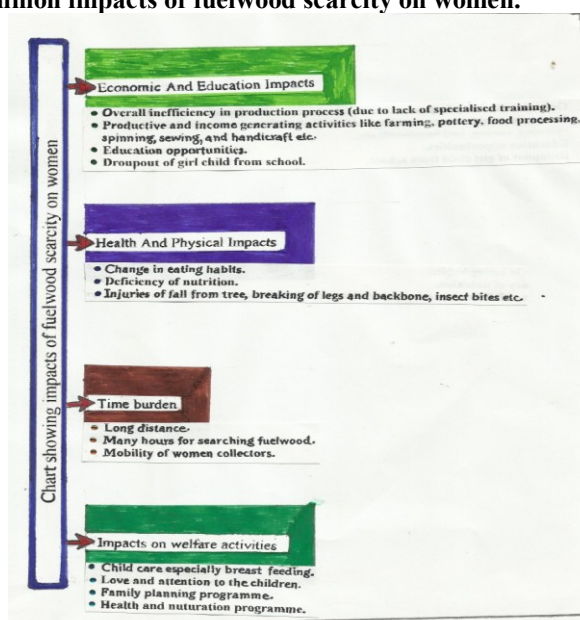 mmon impacts of fuelwood scarcity on women.
Chart showing impacts of fuelwood scarcity on women
Economic And Education Impacts
• Overall inefficiency in production process (due to lack of specialised training).
• Productive and income generating activities like farming, pottery, food processing,
spinning, sewing, and handicraft etc.
• Education opportunities.
• Droupout of girl child from school.
Health And Physical Impacts
• Change in eating habits.
• Deficiency of nutrition.
• Injuries of fall from tree, breaking of legs and backbone, insect bites etc.
Time burden
• Long distance.
• Many hours for searching fuelwood.
• Mobility of women collectors.
Impacts on welfare activities
• Child care especially breast feeding.
• Love and attention to the children.
• Family planning programme.
• Health and nuturation programme.